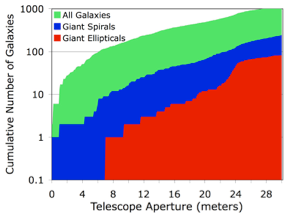 All Galaxies
Giant Spirals
Giant Ellipticals
Cumulative Number of Galaxies
1000
100
10
1
0.1
0 4 8 12 16 20 24 28
Telescope Aperture (meters)